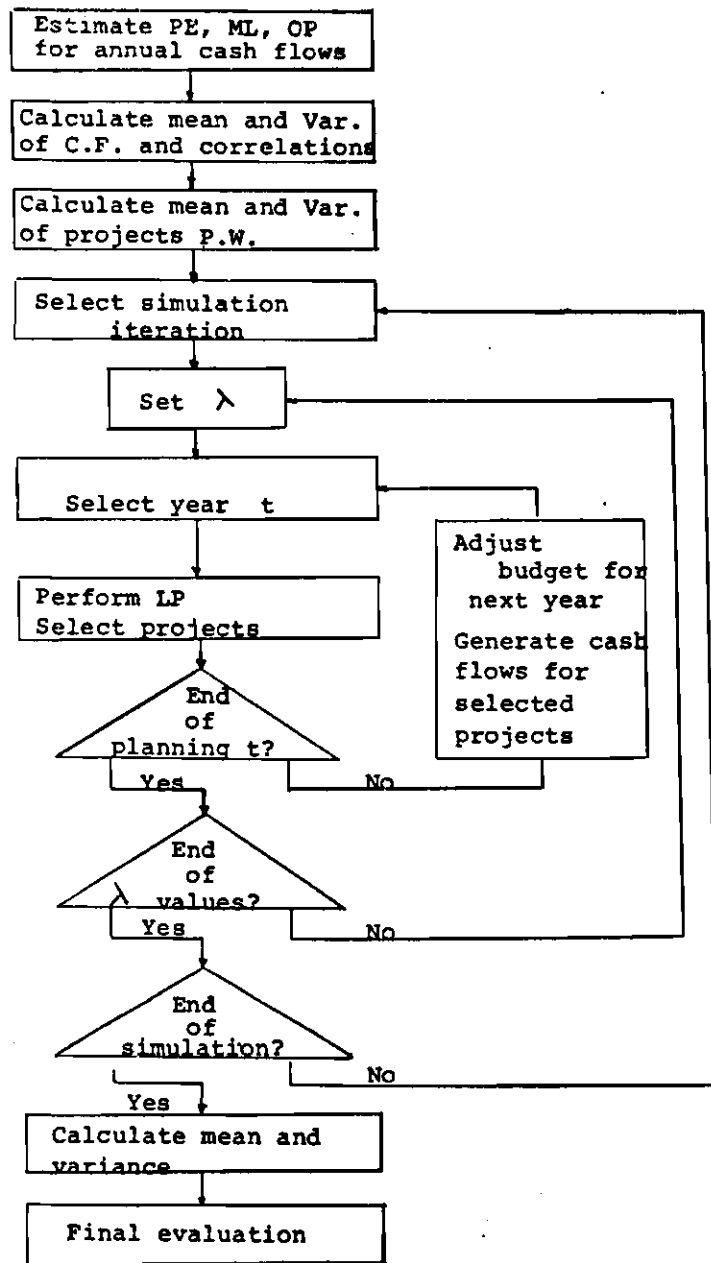 Estimate PE, ML, OP
for annual cash flows
Calculate mean and Var.
of C.F. and correlations
Calculate mean and Var.
of projects P.W.
Select simulation
iteration
Set λ
Select year t
Perform LP
Select projects
End
of
planning t?
Yes
No
Adjust
budget for
next year
Generate cash
flows for
selected
projects
End
of
λ values?
Yes
No
End
of
simulation?
Yes
No
Calculate mean and
variance
Final evaluation